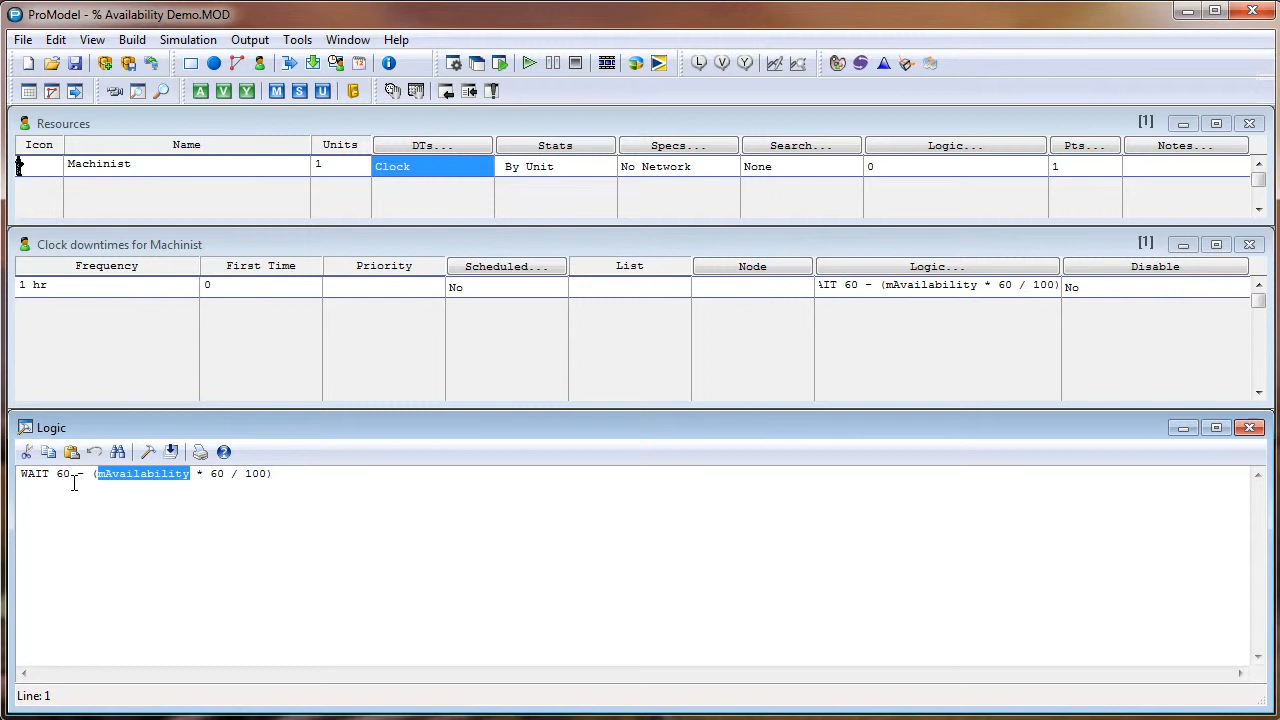 ProModel - % Availability Demo.MOD
File Edit View Build Simulation Output Tools Window Help
Resources [1]
Icon Name Units DTs... Stats Specs... Search... Logic... Pts... Notes...
Machinist 1 Clock By Unit No Network None 0 1
Clock downtimes for Machinist [1]
Frequency First Time Priority Scheduled... List Node Logic... Disable
1 hr 0 No AIT 60 - (mAvailability * 60 / 100) No
Logic
WAIT 60 - (mAvailability * 60 / 100)
Line: 1